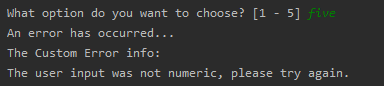 What option do you want to choose? [1 - 5] five
An error has occurred...
The Custom Error info:
The user input was not numeric, please try again.